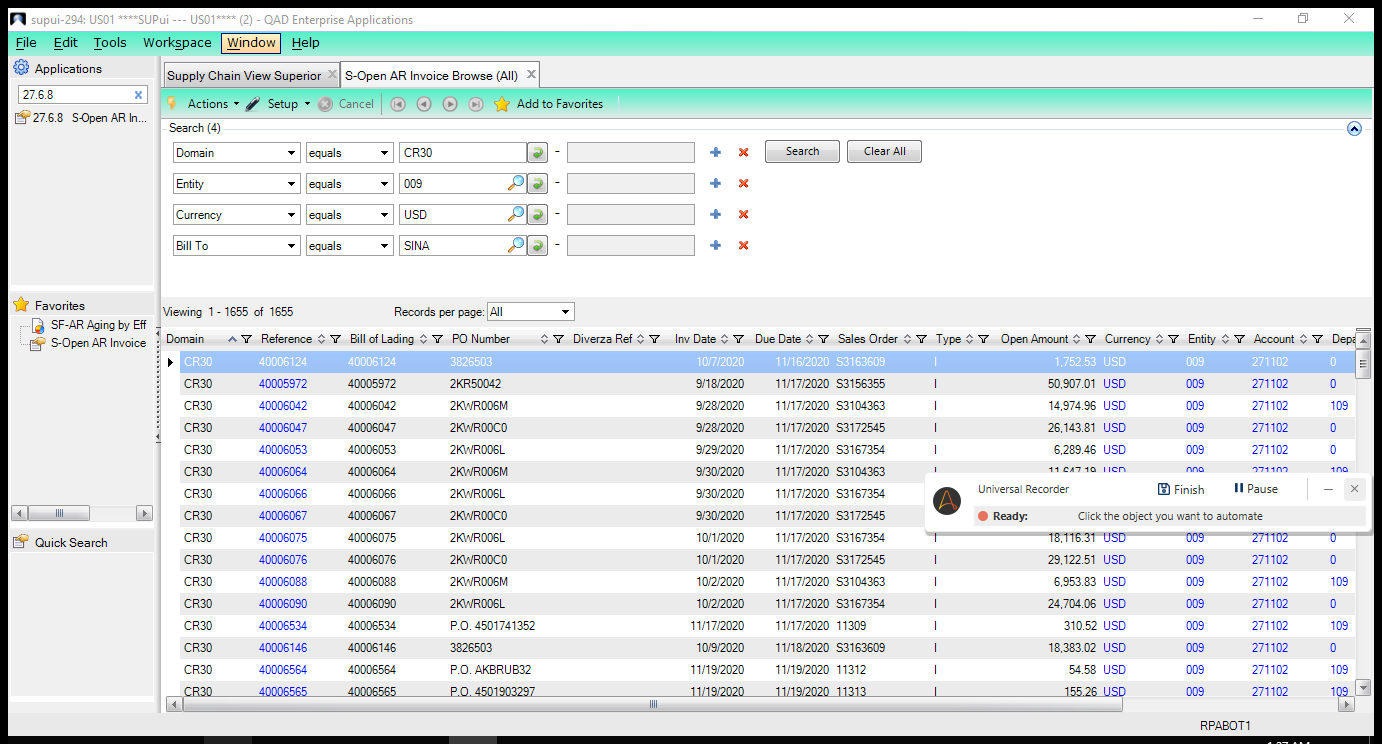 supui-294: US01 ****SUPui --- US01**** (2) - QAD Enterprise Applications
File Edit Tools Workspace Window Help
Applications
27.6.8
27.6.8 S-Open AR In...
Supply Chain View Superior
S-Open AR Invoice Browse (All)
Actions Setup Cancel Add to Favorites
Search (4)
Domain equals CR30 - Search Clear All
Entity equals 009 -
Currency equals USD -
Bill To equals SINA -
Favorites
SF-AR Aging by Eff
S-Open AR Invoice
Quick Search
Viewing 1 - 1655 of 1655 Records per page: All
Domain Reference Bill of Lading PO Number Diverza Ref Inv Date Due Date Sales Order Type Open Amount Currency Entity Account Depa
CR30 40006124 40006124 3826503 10/7/2020 11/16/2020 S3163609 I 1,752.53 USD 009 271102 0
CR30 40005972 40005972 2KR50042 9/18/2020 11/17/2020 S3156355 I 50,907.01 USD 009 271102 0
CR30 40006042 40006042 2KWR006M 9/28/2020 11/17/2020 S3104363 I 14,974.96 USD 009 271102 109
CR30 40006047 40006047 2KWR00C0 9/28/2020 11/17/2020 S3172545 I 26,143.81 USD 009 271102 0
CR30 40006053 40006053 2KWR006L 9/29/2020 11/17/2020 S3167354 I 6,289.46 USD 009 271102 0
CR30 40006064 40006064 2KWR006M 9/30/2020 11/17/2020 S3104363 I 11,647.19 USD 009 271102 109
CR30 40006066 40006066 2KWR006L 9/30/2020 11/17/2020 S3167354
CR30 40006067 40006067 2KWR00C0 9/30/2020 11/17/2020 S3172545
CR30 40006075 40006075 2KWR006L 10/1/2020 11/17/2020 S3167354 I 18,116.31 USD 009 271102 0
CR30 40006076 40006076 2KWR00C0 10/1/2020 11/17/2020 S3172545 I 29,122.51 USD 009 271102 0
CR30 40006088 40006088 2KWR006M 10/2/2020 11/17/2020 S3104363 I 6,953.83 USD 009 271102 109
CR30 40006090 40006090 2KWR006L 10/2/2020 11/17/2020 S3167354 I 24,704.06 USD 009 271102 0
CR30 40006534 40006534 P.O. 4501741352 11/17/2020 11/17/2020 11309 I 310.52 USD 009 271102 109
CR30 40006146 40006146 3826503 10/9/2020 11/18/2020 S3163609 I 18,383.02 USD 009 271102 0
CR30 40006564 40006564 P.O. AKBRUB32 11/19/2020 11/19/2020 11312 I 54.58 USD 009 271102 109
CR30 40006565 40006565 P.O. 4501903297 11/19/2020 11/19/2020 11313 I 155.26 USD 009 271102 109
Universal Recorder Finish Pause
Ready: Click the object you want to automate
RPABOT1